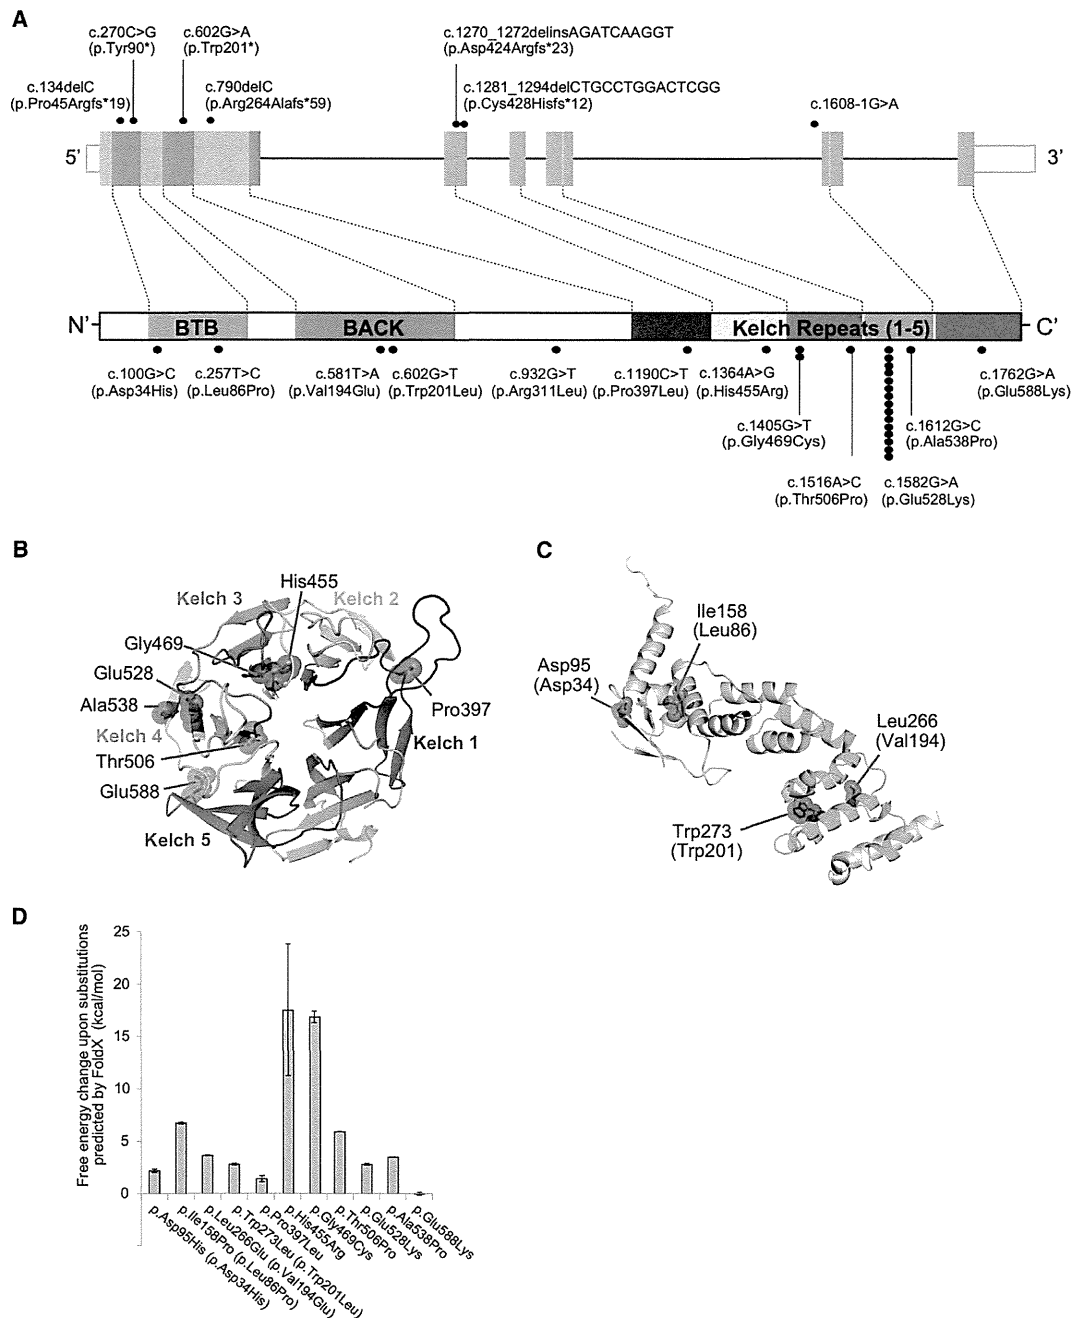 A
c.270C>G
(p.Tyr90*)
c.602G>A
(p.Trp201*)
c.1270_1272delinsAGATCAAGGT
(p.Asp424Argfs*23)
c.134delC
(p.Pro45Argfs*19)
c.790delC
(p.Arg264Alafs*59)
c.1281_1294delCTGCCTGGACTCGG
(p.Cys428Hisfs*12)
c.1608-1G>A
5’
3’
N’
BTB
BACK
Kelch Repeats (1-5)
C’
c.100G>C
(p.Asp34His)
c.257T>C
(p.Leu86Pro)
c.581T>A
(p.Val194Glu)
c.602G>T
(p.Trp201Leu)
c.932G>T
(p.Arg311Leu)
c.1190C>T
(p.Pro397Leu)
c.1364A>G
(p.His455Arg)
c.1762G>A
(p.Glu588Lys)
c.1405G>T
(p.Gly469Cys)
c.1612G>C
(p.Ala538Pro)
c.1516A>C
(p.Thr506Pro)
c.1582G>A
(p.Glu528Lys)
B
His455
Kelch 3
Kelch 2
Gly469
Glu528
Ala538
Pro397
Kelch 4
Kelch 1
Thr506
Glu588
Kelch 5
C
Ile158
(Leu86)
Asp95
(Asp34)
Leu266
(Val194)
Trp273
(Trp201)
D
Free energy change upon substitutions
predicted by FoldX (kcal/mol)
25
20
15
10
5
0
p.Asp95His (p.Asp34His)
p.Ile158Pro (p.Leu86Pro)
p.Leu266Glu (p.Val194Glu)
p.Trp273Leu (p.Trp201Leu)
p.Pro397Leu
p.His455Arg
p.Gly469Cys
p.Thr506Pro
p.Glu528Lys
p.Ala538Pro
p.Glu588Lys